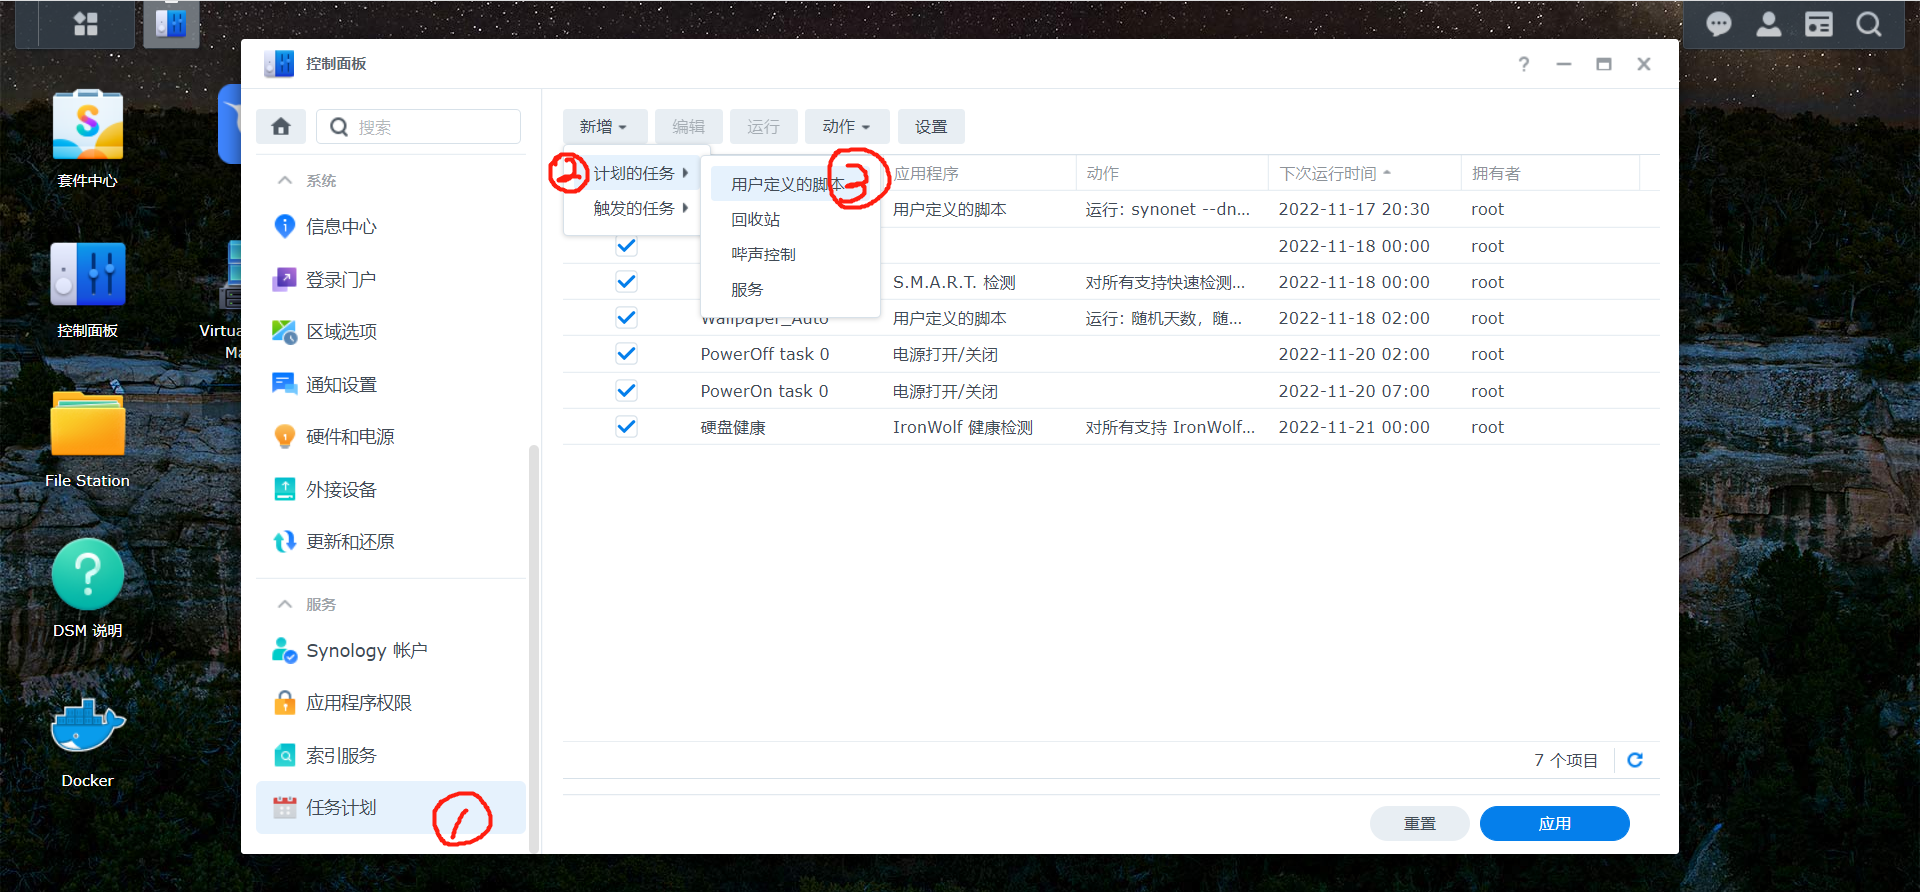 控制面板
?
套件中心
控制面板
Virtua
Ma
File Station
DSM 说明
Docker
搜索
系统
信息中心
登录门户
区域选项
通知设置
硬件和电源
外接设备
更新和还原
服务
Synology 帐户
应用程序权限
索引服务
任务计划
1
新增 编辑 运行 动作 设置
2
计划的任务
触发的任务
用户定义的脚本
3
回收站
哔声控制
服务
应用程序 动作 下次运行时间 拥有者
用户定义的脚本 运行: synonet --dn... 2022-11-17 20:30 root
2022-11-18 00:00 root
S.M.A.R.T. 检测 对所有支持快速检测... 2022-11-18 00:00 root
Wallpaper_Auto 用户定义的脚本 运行: 随机天数，随... 2022-11-18 02:00 root
PowerOff task 0 电源打开/关闭 2022-11-20 02:00 root
PowerOn task 0 电源打开/关闭 2022-11-20 07:00 root
硬盘健康 IronWolf 健康检测 对所有支持 IronWolf... 2022-11-21 00:00 root
7 个项目
重置 应用